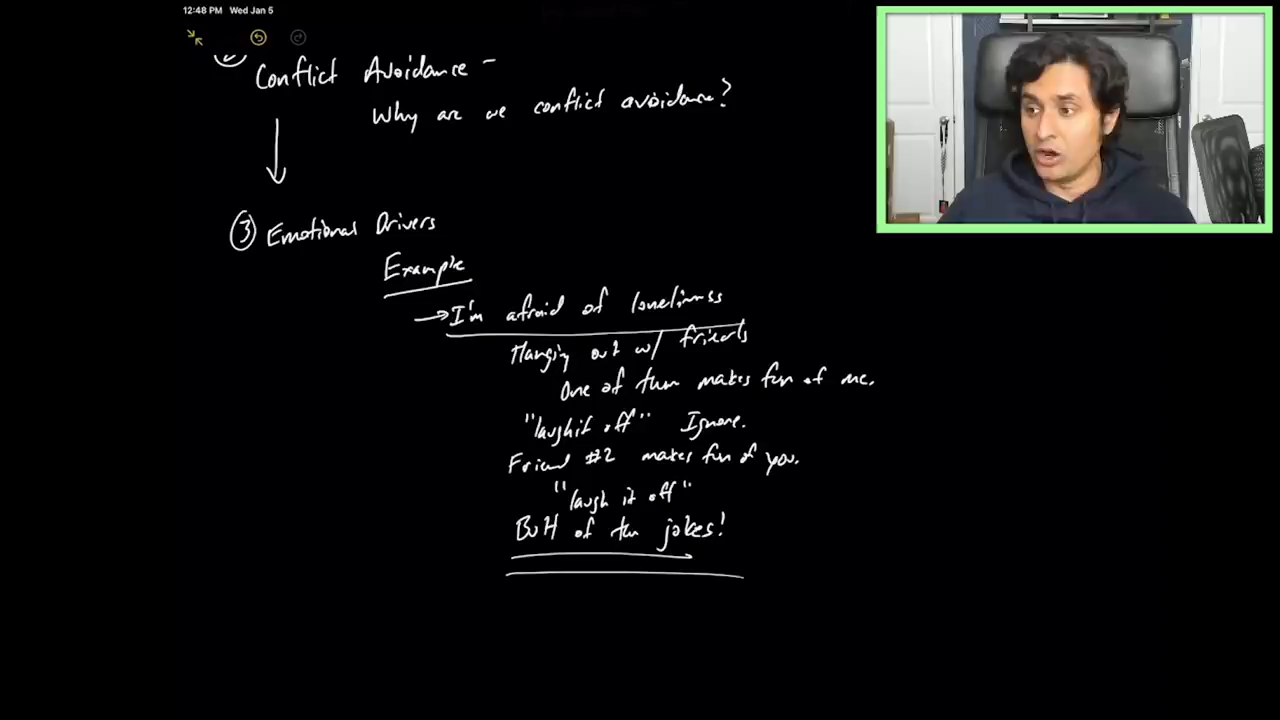 12:48 PM Wed Jan 5
2
Conflict Avoidance -
Why are we conflict avoidance?
3 Emotional Drivers
Example
→ I'm afraid of loneliness
Hanging out w/ friends
One of them makes fun of me.
"laugh it off" Ignore.
Friend #2 makes fun of you.
"laugh it off"
Butt of the jokes!